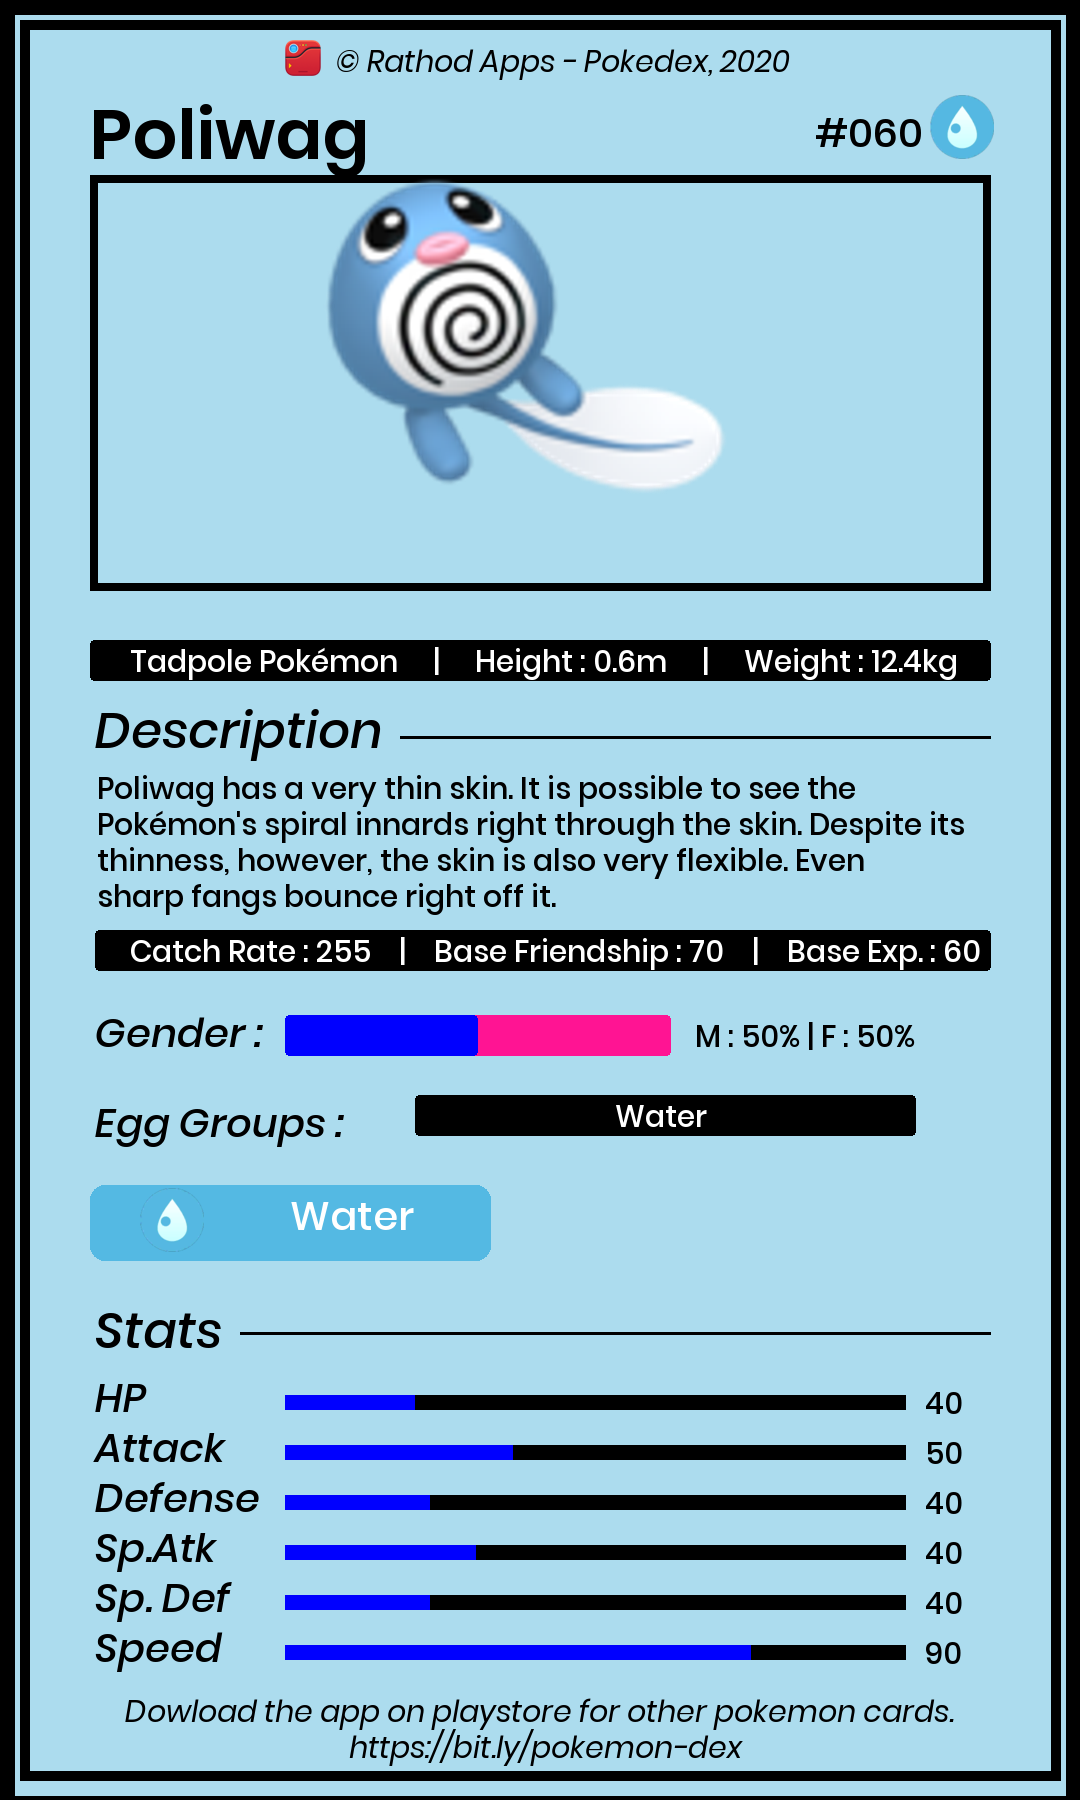 © Rathod Apps - Pokedex, 2020
Poliwag
#060
Tadpole Pokémon | Height : 0.6m | Weight : 12.4kg
Description
Poliwag has a very thin skin. It is possible to see the
Pokémon's spiral innards right through the skin. Despite its
thinness, however, the skin is also very flexible. Even
sharp fangs bounce right off it.
Catch Rate : 255 | Base Friendship : 70 | Base Exp. : 60
Gender : M : 50% | F : 50%
Egg Groups : Water
Water
Stats
HP 40
Attack 50
Defense 40
Sp.Atk 40
Sp. Def 40
Speed 90
Dowload the app on playstore for other pokemon cards.
https://bit.ly/pokemon-dex